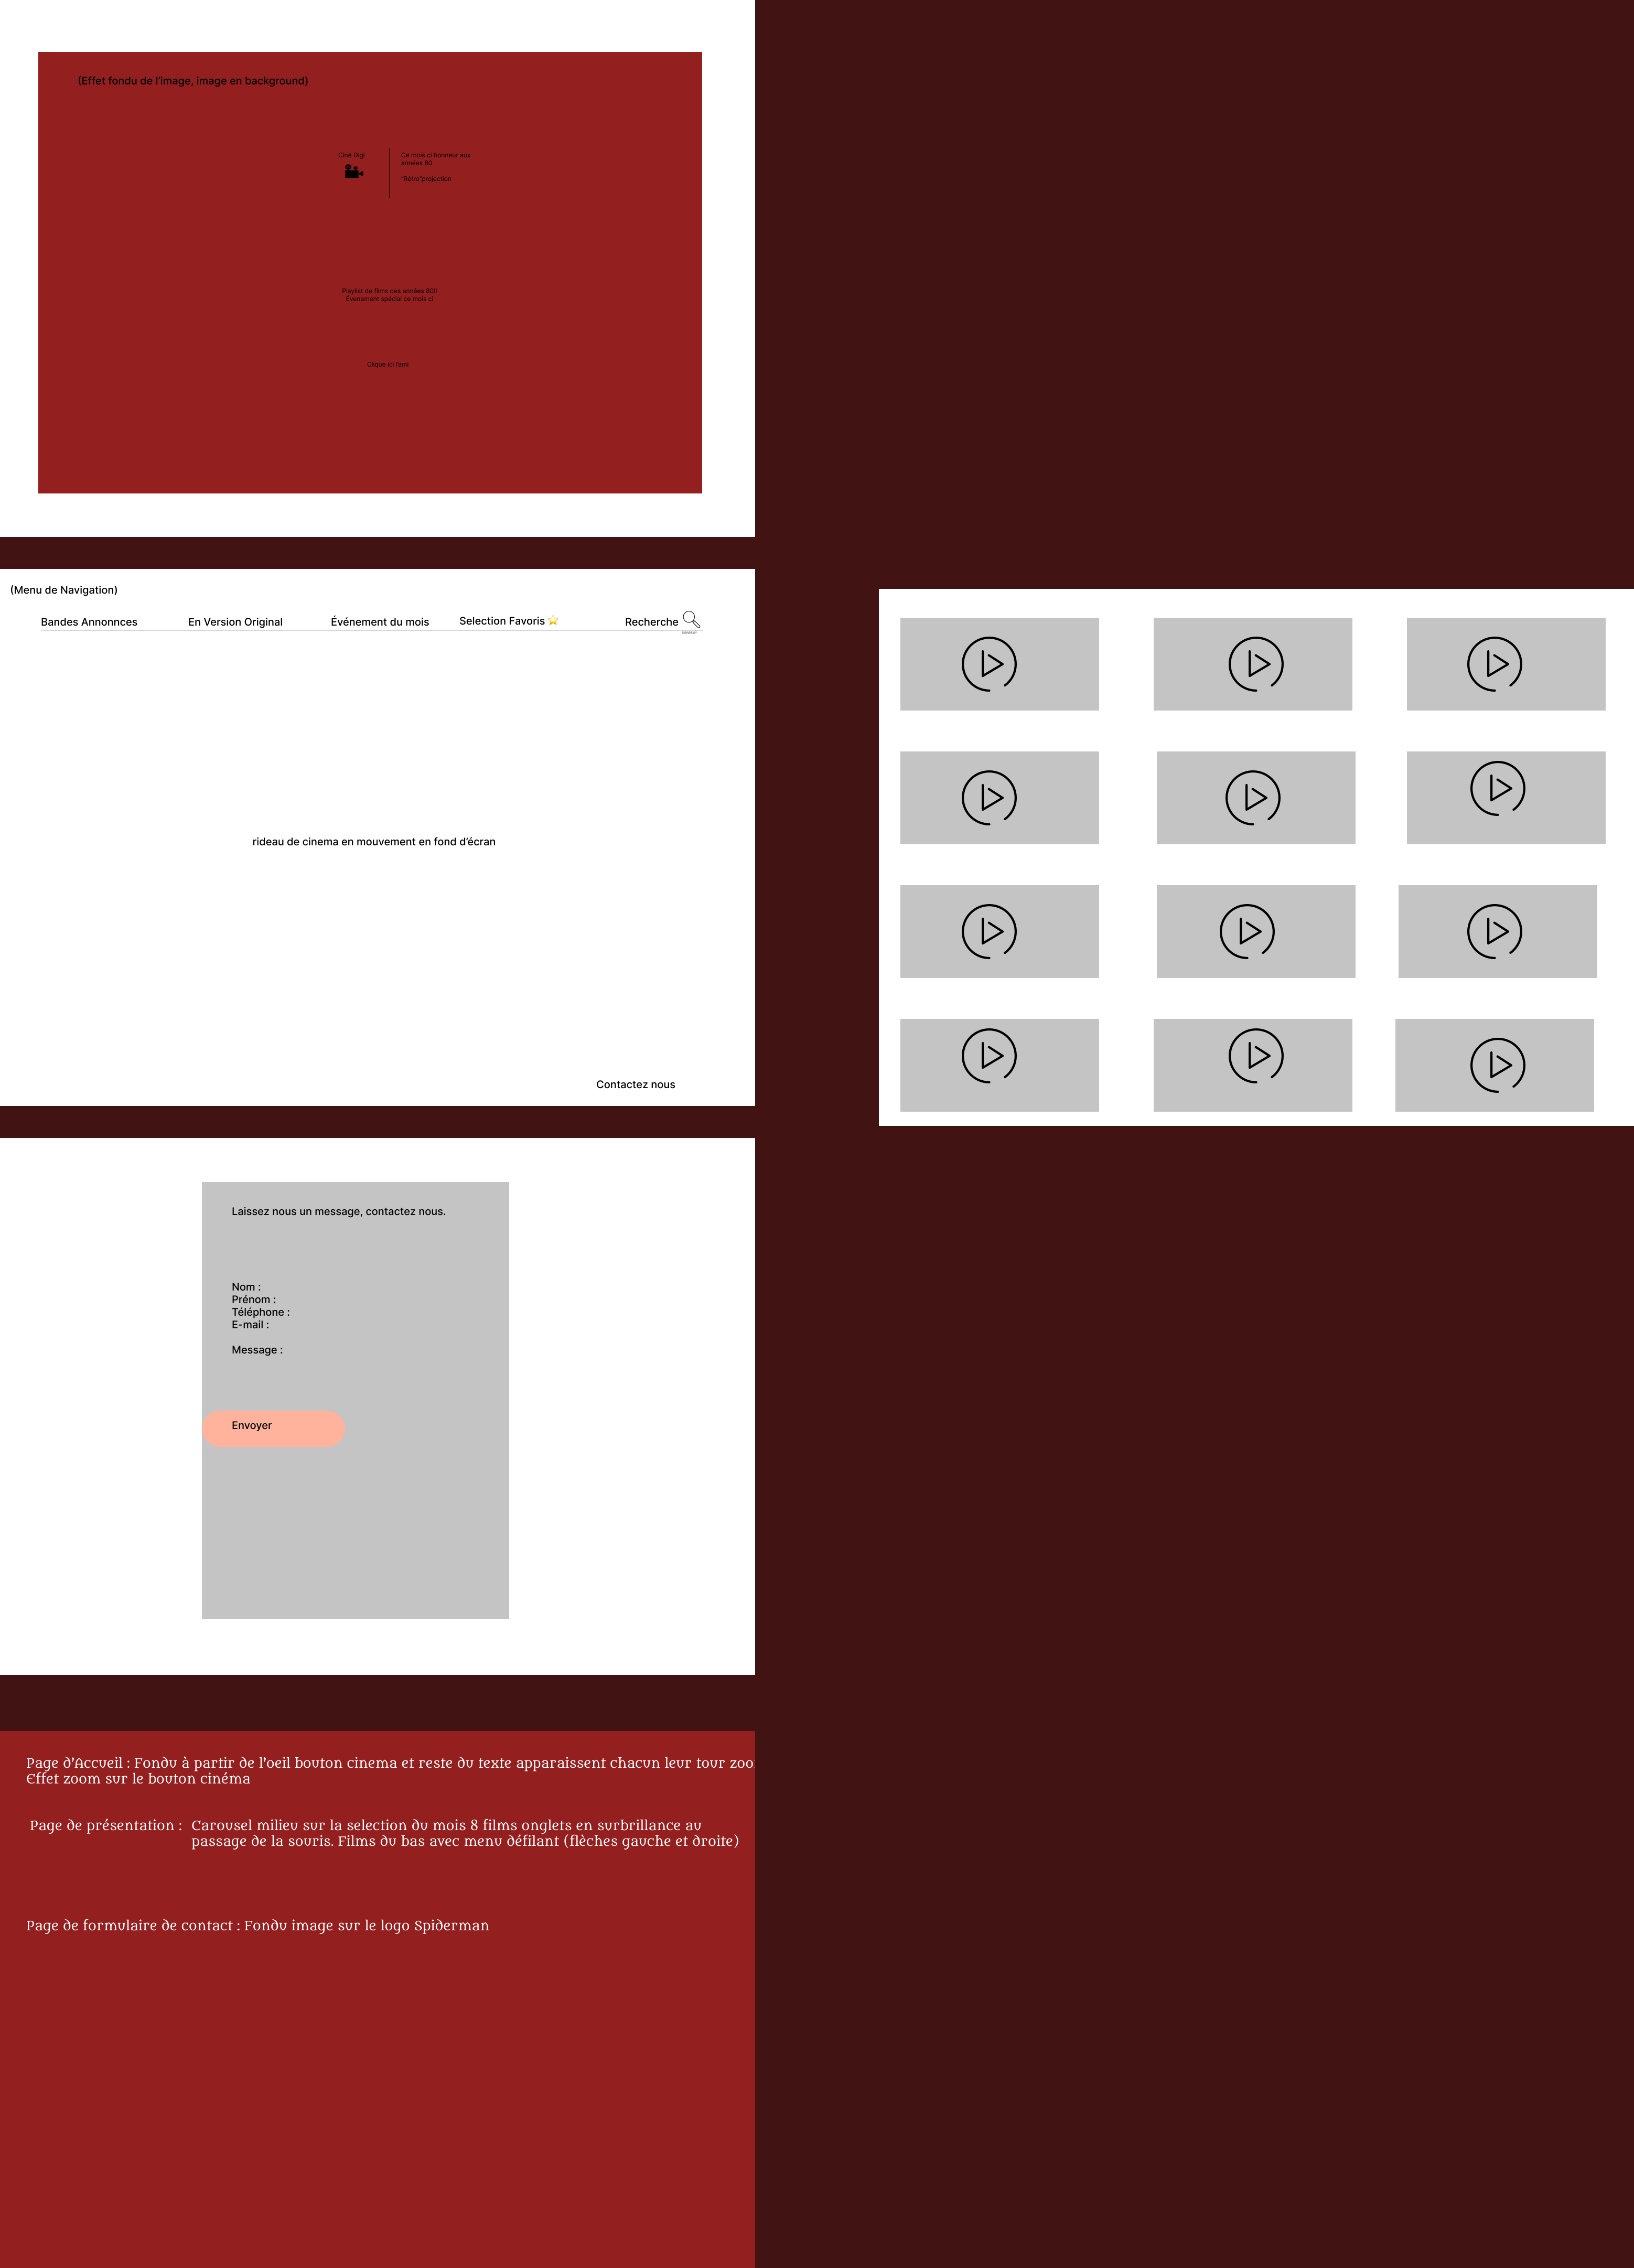 (Effet fondu de l'image, image en background)
Ciné Digi
Ce mois ci honneur aux
années 90
"Rétro"projection
Playlist de films des années 80!!
Évenement spécial ce mois ci
Clique ici l'ami
(Menu de Navigation)
Bandes Annonnces
En Version Original
Événement du mois
Selection Favoris
Recherche
rideau de cinema en mouvement en fond d'écran
Contactez nous
Laissez nous un message, contactez nous.
Nom :
Prénom :
Téléphone :
E-mail :
Message :
Envoyer
Page d'Accueil : Fondu à partir de l'oeil bouton cinema et reste du texte apparaissent chacun leur tour
Effet zoom sur le bouton cinéma
Page de présentation : Carousel milieu sur la selection du mois 8 films onglets en surbrillance au
passage de la souris. Films du bas avec menu défilant (flèches gauche et droite)
Page de formulaire de contact : Fondu image sur le logo Spiderman